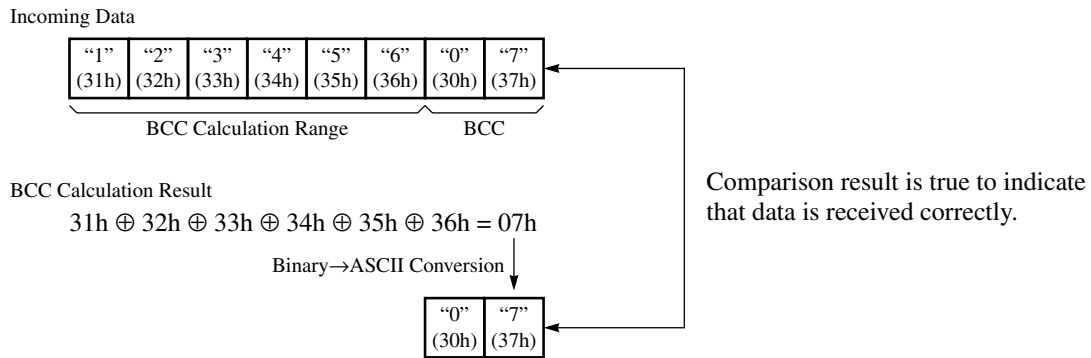 Incoming Data
“1” “2” “3” “4” “5” “6” “0” “7”
(31h) (32h) (33h) (34h) (35h) (36h) (30h) (37h)
BCC Calculation Range BCC
BCC Calculation Result
31h ⊕ 32h ⊕ 33h ⊕ 34h ⊕ 35h ⊕ 36h = 07h
Binary→ASCII Conversion
“0” “7”
(30h) (37h)
Comparison result is true to indicate
that data is received correctly.